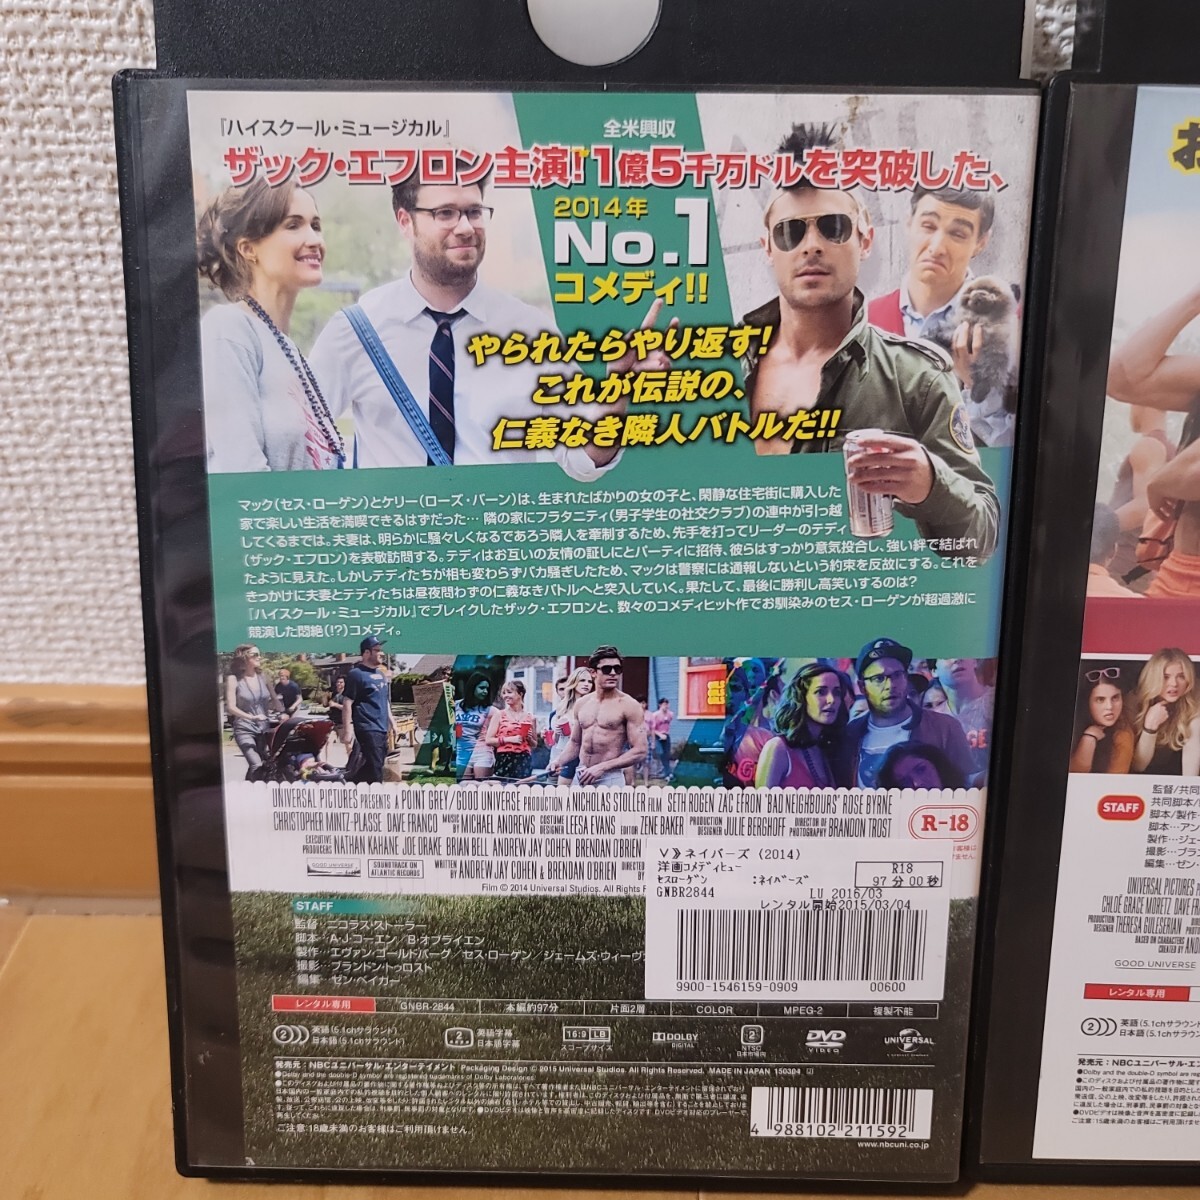 『ハイスクール・ミュージカル』
全米興収
ザック・エフロン主演!1億5千万ドルを突破した、
2014年
No.1
コメディ!!
やられたらやり返す!
これが伝説の、
仁義なき隣人バトルだ!!
マック(セス・ローゲン)とケリー(ローズ・バーン)は、生まれたばかりの女の子と、閑静な住宅街に購入した
家で楽しい生活を満喫できるはずだった… 隣の家にフラタニティ(男子学生の社交クラブ)の連中が引っ越
してくるまでは。夫妻は、明らかに騒々しくなるであろう隣人を牽制するため、先手を打ってリーダーのテディ
(ザック・エフロン)を表敬訪問する。テディはお互いの友情の証しにとパーティに招待、彼らはすっかり意気投合し、強い絆で結ばれ
たように見えた。しかしテディたちが相も変わらずバカ騒ぎしたため、マックは警察には通報しないという約束を反故にする。これを
きっかけに夫妻とテディたちは昼夜問わずの仁義なきバトルへと突入していく。果たして、最後に勝利し高笑いするのは?
『ハイスクール・ミュージカル』でブレイクしたザック・エフロンと、数々のコメディヒット作でお馴染みのセス・ローゲンが超過激に
競演した悶絶(!?)コメディ。
UNIVERSAL PICTURES PRESENTS A POINT GREY/GOOD UNIVERSE PRODUCTION A NICHOLAS STOLLER FILM SETH ROGEN ZAC EFRON "BAD NEIGHBOURS" ROSE BYRNE
CHRISTOPHER MINTZ-PLASSE DAVE FRANCO MUSIC BY MICHAEL ANDREWS COSTUME DESIGNER LEESA EVANS EDITOR ZENE BAKER PRODUCTION DESIGNER JULIE BERGHOFF DIRECTOR OF PHOTOGRAPHY BRANDON TROST
EXECUTIVE PRODUCERS NATHAN KAHANE JOE DRAKE BRIAN BELL ANDREW JAY COHEN BRENDAN O'BRIEN
GOOD UNIVERSE SOUNDTRACK ON ATLANTIC RECORDS WRITTEN BY ANDREW JAY COHEN & BRENDAN O'BRIEN DIRECTED BY
Film © 2014 Universal Studios. All Rights
R-18
V》ネイバーズ (2014)
洋画コメディヒュー
R18
セスローゲン :ネイバーズ
97分00秒
GNBR2844
LU 2016/03
レンタル開始2015/03/04
9900-1546159-0909
00600
STAFF
監督…ニコラス・ストーラー
脚本…A・J・コーエン/B・オブライエン
製作…エヴァン・ゴールドバーグ セス・ローゲン ジェームズ・ウィーヴァ
撮影…ブランドン・トゥロスト
編集…ゼン・ベイカー
レンタル専用 GNBR-2844 本編約97分 片面2層 COLOR MPEG-2 複製不能
2 英語(5.1chサラウンド)
日本語(5.1chサラウンド)
2 英語字幕
日本語字幕
16:9 LB
スコープサイズ
DOLBY
DIGITAL
2
NTSC
日本市場向
DVD
VIDEO
UNIVERSAL
発売元:NBCユニバーサル・エンターテイメント Packaging Design © 2015 Universal Studios. All Rights Reserved. MADE IN JAPAN 150304
●Dolby and the double-D symbol are registered trademarks of Dolby Laboratories.
ご注意:18歳未満のお客様はご利用頂けません。
4 988102 211592
www.nbcuni.co.jp
STAFF
GOOD UNIVERSE
レンタル専用
2 英語(5.1chサラウンド)
日本語(5.1chサラ
発売元:NBCユニバーサル・エン